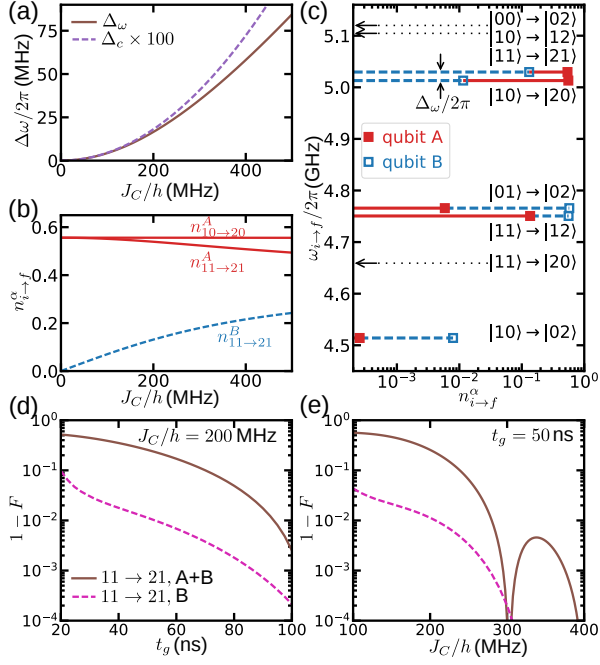 (a)
Δω
Δc × 100
75
50
25
0
Δω/2π (MHz)
0
200
400
J_C/h (MHz)
(b)
n^A_{10→20}
n^A_{11→21}
n^B_{11→21}
0.6
0.4
0.2
0.0
n^α_{i→f}
0
200
400
J_C/h (MHz)
(c)
|00⟩ → |02⟩
|10⟩ → |12⟩
|11⟩ → |21⟩
Δω/2π
|10⟩ → |20⟩
qubit A
qubit B
|01⟩ → |02⟩
|11⟩ → |12⟩
|11⟩ → |20⟩
|10⟩ → |02⟩
5.1
5.0
4.9
4.8
4.7
4.6
4.5
ω_{i→f}/2π (GHz)
10^{−3}
10^{−2}
10^{−1}
10^0
n^α_{i→f}
(d)
J_C/h = 200 MHz
10^0
10^{−1}
10^{−2}
10^{−3}
10^{−4}
1 − F
11 → 21, A+B
11 → 21, B
20
40
60
80
100
t_g (ns)
(e)
t_g = 50 ns
10^0
10^{−1}
10^{−2}
10^{−3}
10^{−4}
1 − F
100
200
300
400
J_C/h (MHz)